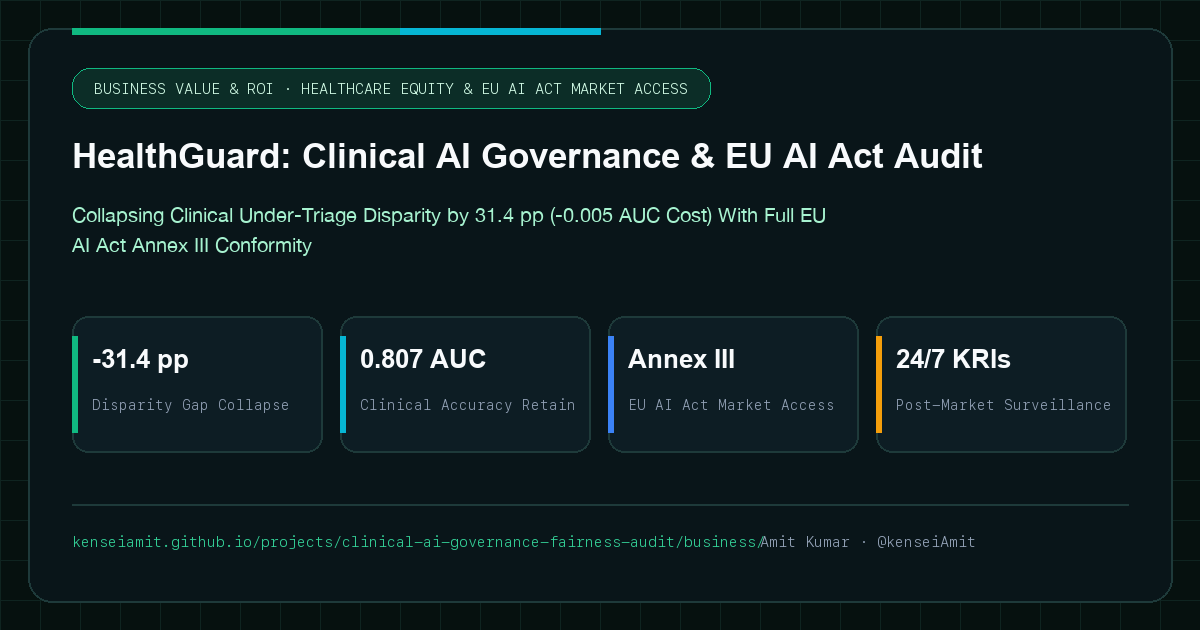 BUSINESS VALUE & ROI · HEALTHCARE EQUITY & EU AI ACT MARKET ACCESS
HealthGuard: Clinical AI Governance & EU AI Act Audit
Collapsing Clinical Under-Triage Disparity by 31.4 pp (-0.005 AUC Cost) With Full EU
AI Act Annex III Conformity
-31.4 pp
Disparity Gap Collapse
0.807 AUC
Clinical Accuracy Retain
Annex III
EU AI Act Market Access
24/7 KRIs
Post-Market Surveillance
kenseiamit.github.io/projects/clinical-ai-governance-fairness-audit/business/
Amit Kumar · @kenseiAmit